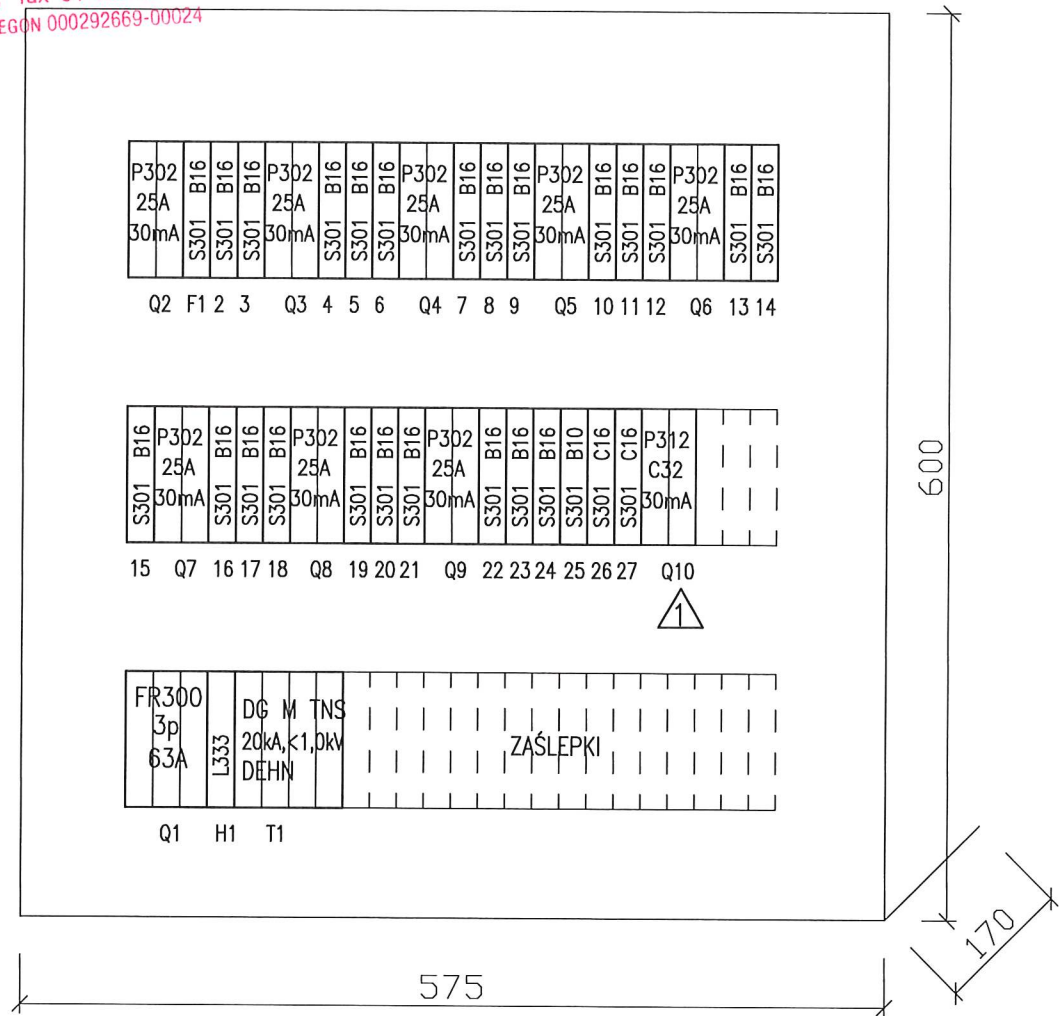 EGON 000292669-00024
P302 25A 30mA S301 B16 S301 B16 S301 B16 P302 25A 30mA S301 B16 S301 B16 S301 B16 P302 25A 30mA S301 B16 S301 B16 S301 B16 P302 25A 30mA S301 B16 S301 B16 S301 B16 P302 25A 30mA S301 B16 S301 B16
Q2 F1 2 3 Q3 4 5 6 Q4 7 8 9 Q5 10 11 12 Q6 13 14
S301 B16 P302 25A 30mA S301 B16 S301 B16 S301 B16 P302 25A 30mA S301 B16 S301 B16 S301 B16 P302 25A 30mA S301 B16 S301 B16 S301 B16 S301 B10 S301 C16 S301 C16 P312 C32 30mA
15 Q7 16 17 18 Q8 19 20 21 Q9 22 23 24 25 26 27 Q10
1
600
FR300
3p
63A
L333
DG M TNS
20kA,<1,0kV
DEHN
ZAŚLEPKI
Q1 H1 T1
170
575